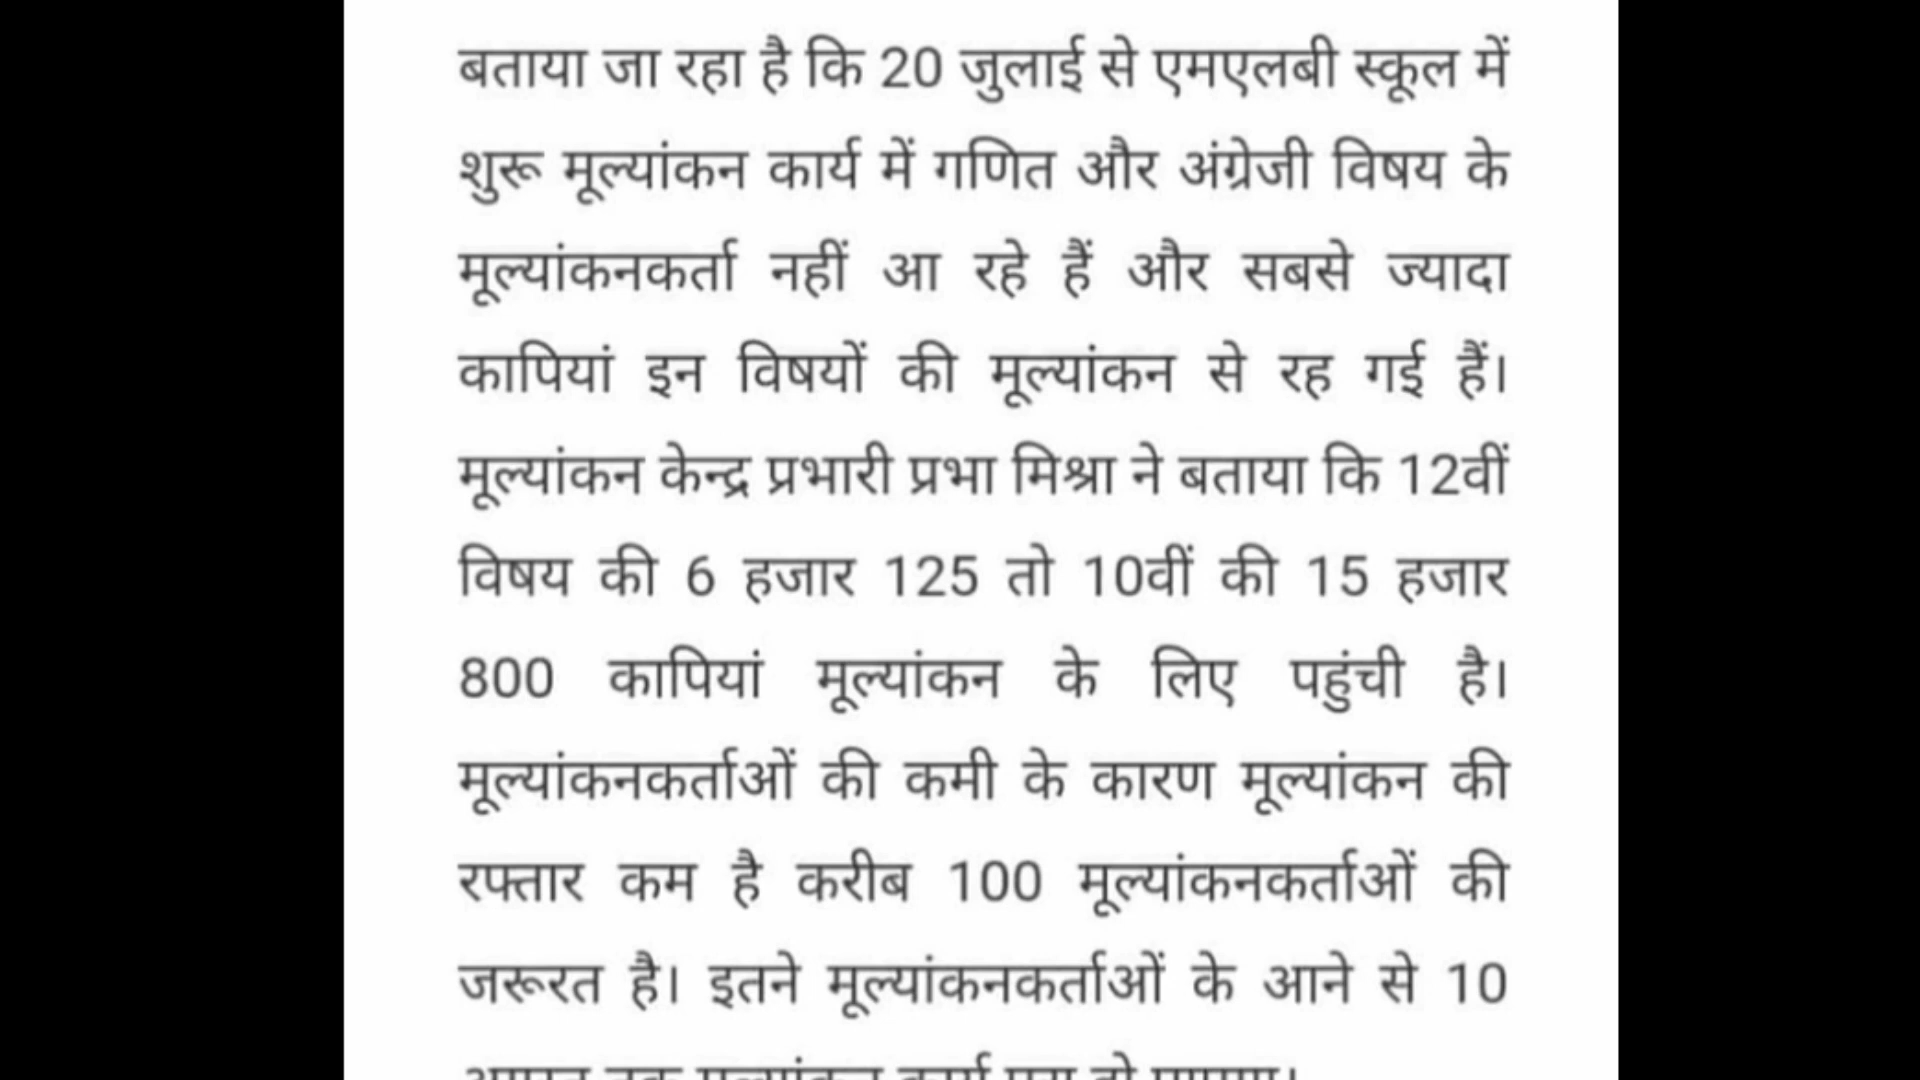 बताया जा रहा है कि 20 जुलाई से एमएलबी स्कूल में
शुरू मूल्यांकन कार्य में गणित और अंग्रेजी विषय के
मूल्यांकनकर्ता नहीं आ रहे हैं और सबसे ज्यादा
कापियां इन विषयों की मूल्यांकन से रह गई हैं।
मूल्यांकन केन्द्र प्रभारी प्रभा मिश्रा ने बताया कि 12वीं
विषय की 6 हजार 125 तो 10वीं की 15 हजार
800 कापियां मूल्यांकन के लिए पहुंची है।
मूल्यांकनकर्ताओं की कमी के कारण मूल्यांकन की
रफ्तार कम है करीब 100 मूल्यांकनकर्ताओं की
जरूरत है। इतने मूल्यांकनकर्ताओं के आने से 10